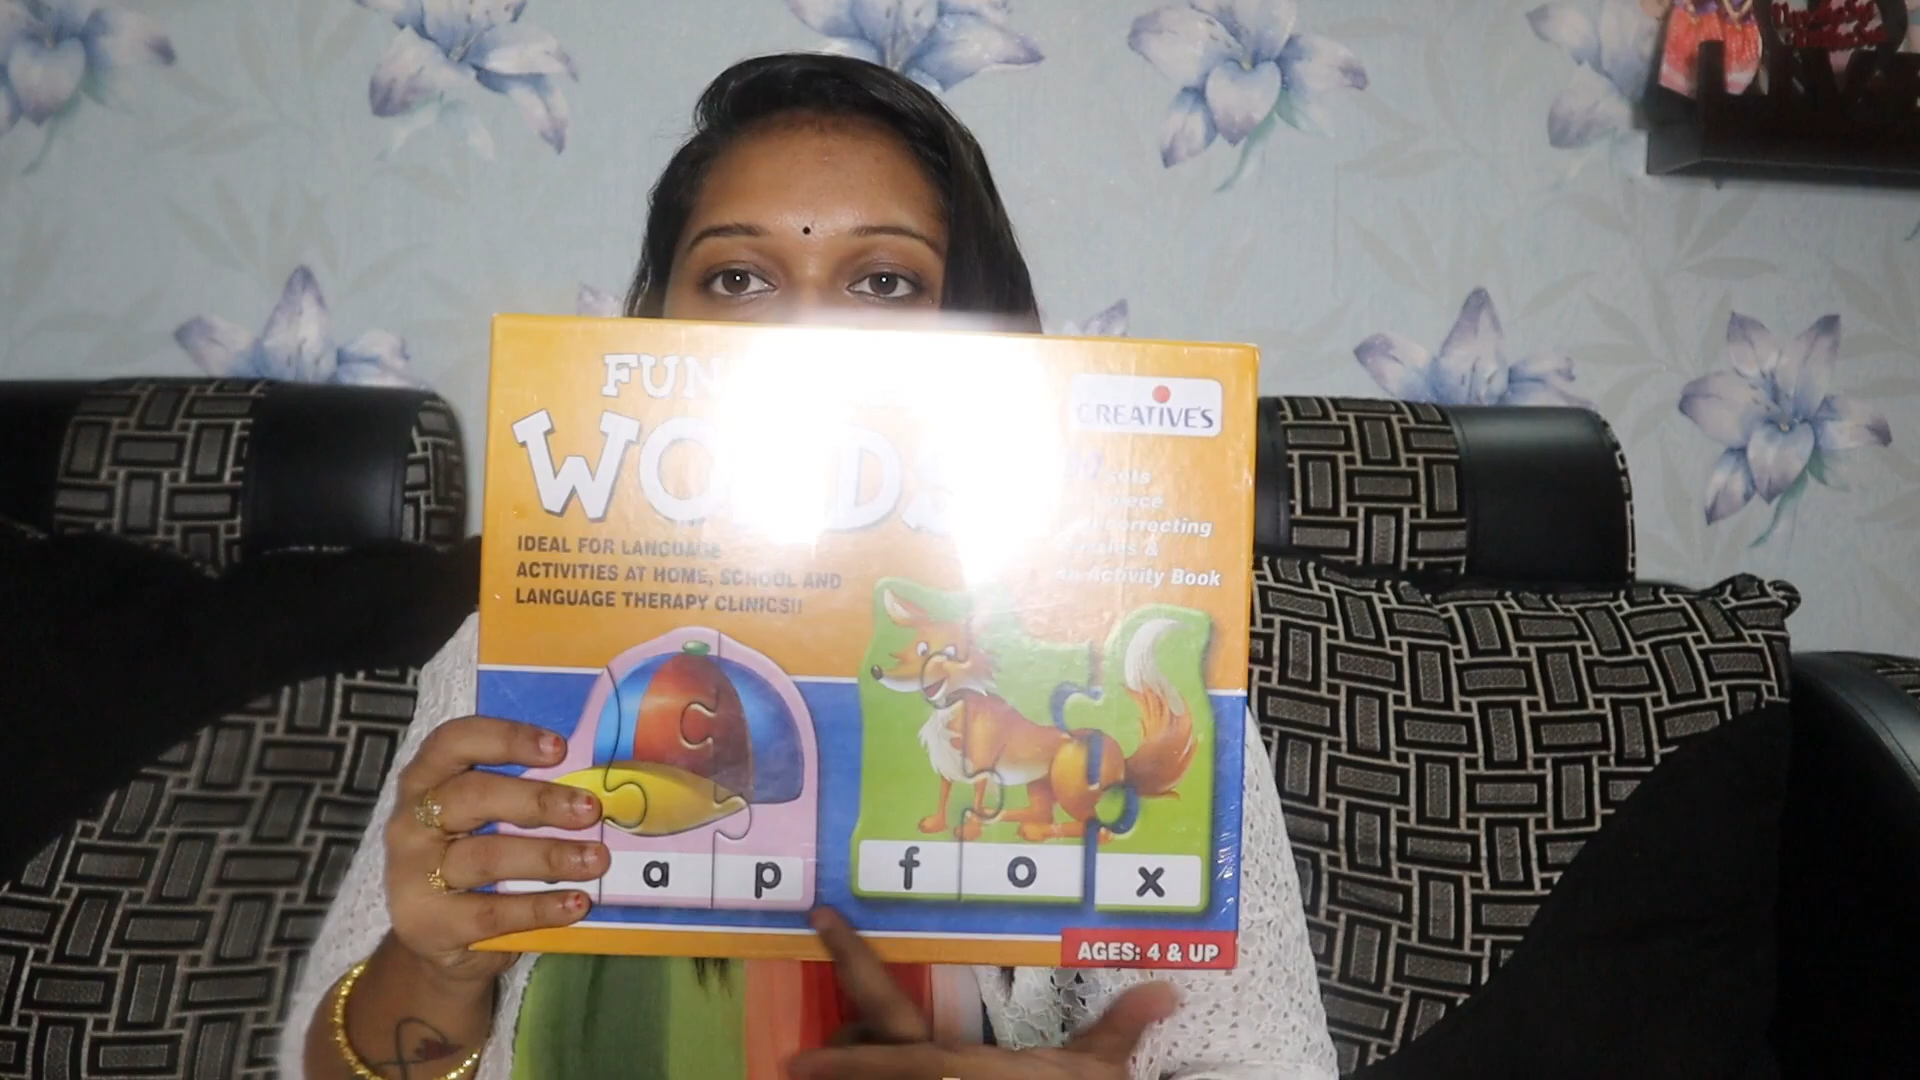 FUN
WORDS
CREATIVE'S
sets
piece
correcting
&
Activity Book
IDEAL FOR LANGUAGE
ACTIVITIES AT HOME, SCHOOL AND
LANGUAGE THERAPY CLINICS!!
a p
f o x
AGES: 4 & UP